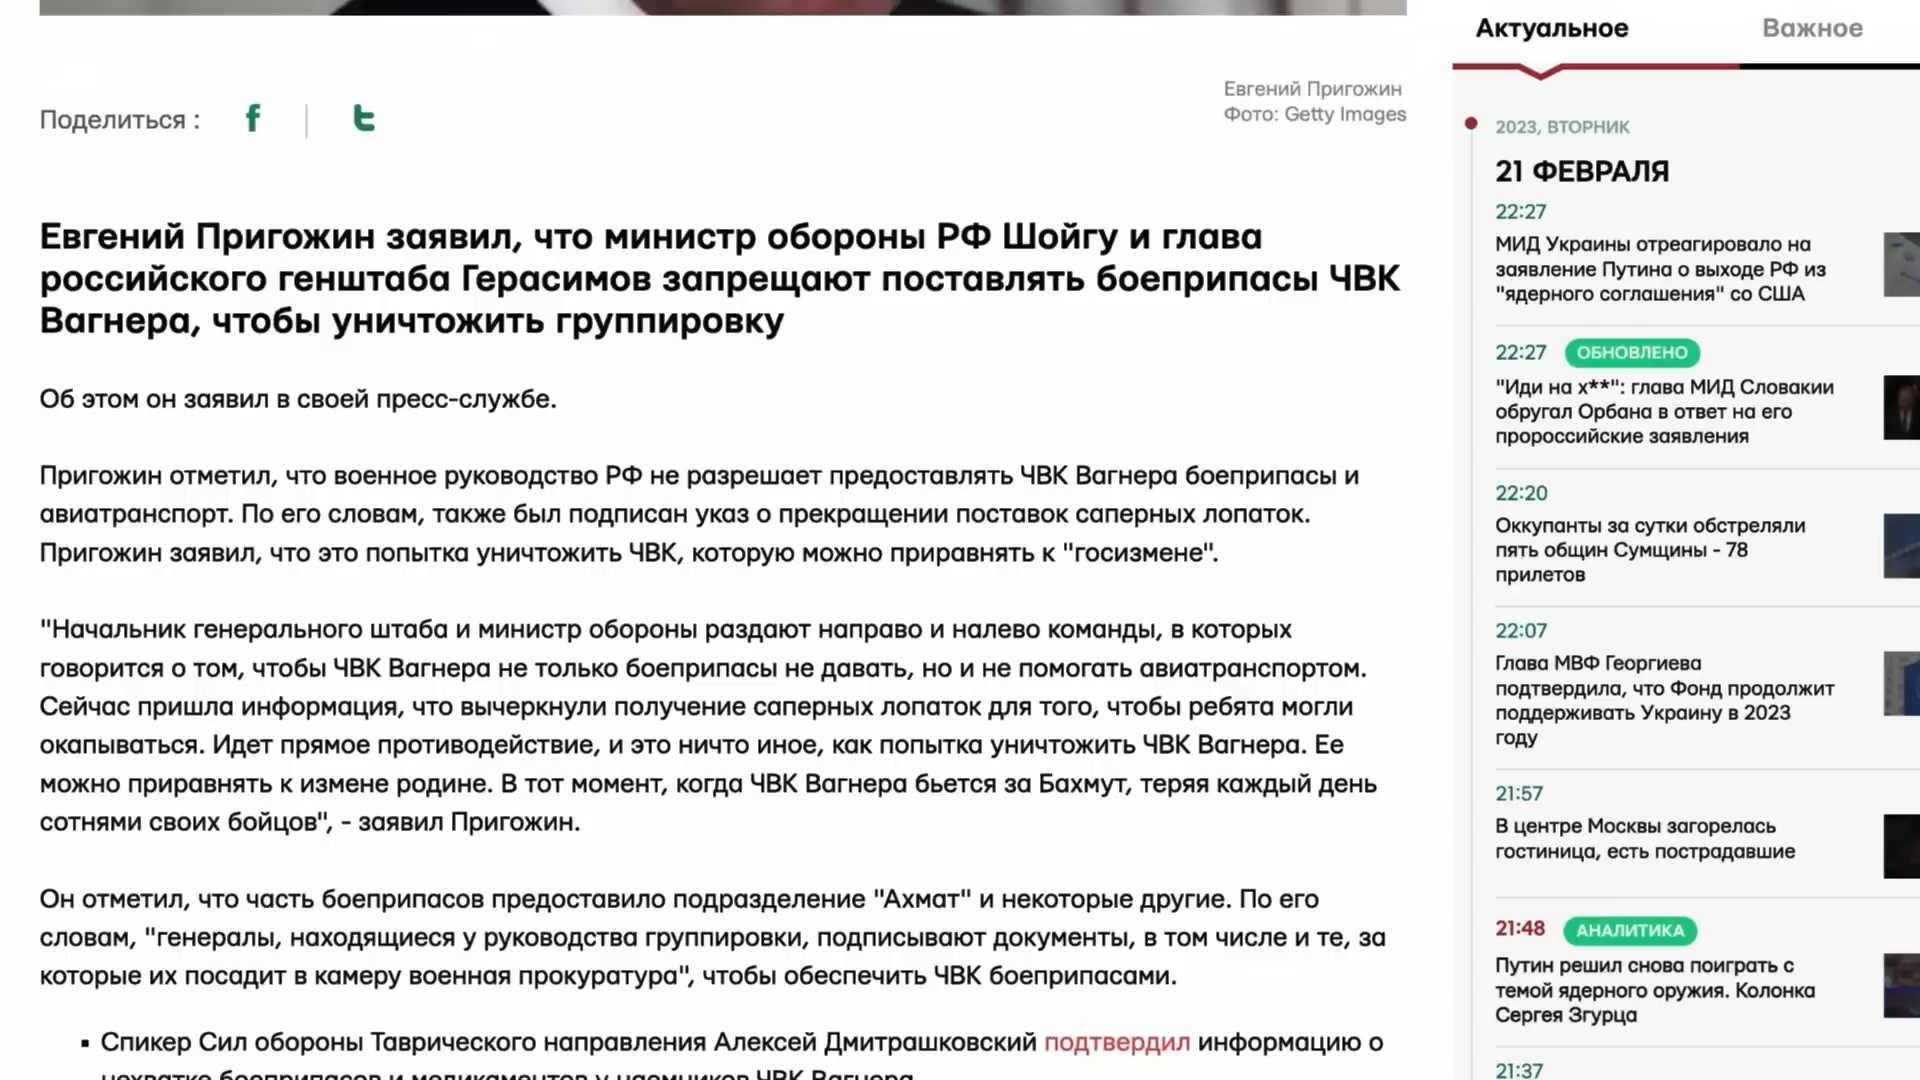 Поделиться :
Евгений Пригожин
Фото: Getty Images
Евгений Пригожин заявил, что министр обороны РФ Шойгу и глава
российского генштаба Герасимов запрещают поставлять боеприпасы ЧВК
Вагнера, чтобы уничтожить группировку
Об этом он заявил в своей пресс-службе.
Пригожин отметил, что военное руководство РФ не разрешает предоставлять ЧВК Вагнера боеприпасы и
авиатранспорт. По его словам, также был подписан указ о прекращении поставок саперных лопаток.
Пригожин заявил, что это попытка уничтожить ЧВК, которую можно приравнять к "госизмене".
"Начальник генерального штаба и министр обороны раздают направо и налево команды, в которых
говорится о том, чтобы ЧВК Вагнера не только боеприпасы не давать, но и не помогать авиатранспортом.
Сейчас пришла информация, что вычеркнули получение саперных лопаток для того, чтобы ребята могли
окапываться. Идет прямое противодействие, и это ничто иное, как попытка уничтожить ЧВК Вагнера. Ее
можно приравнять к измене родине. В тот момент, когда ЧВК Вагнера бьется за Бахмут, теряя каждый день
сотнями своих бойцов", - заявил Пригожин.
Он отметил, что часть боеприпасов предоставило подразделение "Ахмат" и некоторые другие. По его
словам, "генералы, находящиеся у руководства группировки, подписывают документы, в том числе и те, за
которые их посадит в камеру военная прокуратура", чтобы обеспечить ЧВК боеприпасами.
▪ Спикер Сил обороны Таврического направления Алексей Дмитрашковский подтвердил информацию о
нехватке боеприпасов и медикаментов у наемников ЧВК Вагнера
Актуальное Важное
2023, ВТОРНИК
21 ФЕВРАЛЯ
22:27
МИД Украины отреагировало на
заявление Путина о выходе РФ из
"ядерного соглашения" со США
22:27 ОБНОВЛЕНО
"Иди на х**": глава МИД Словакии
обругал Орбана в ответ на его
пророссийские заявления
22:20
Оккупанты за сутки обстреляли
пять общин Сумщины - 78
прилетов
22:07
Глава МВФ Георгиева
подтвердила, что Фонд продолжит
поддерживать Украину в 2023
году
21:57
В центре Москвы загорелась
гостиница, есть пострадавшие
21:48 АНАЛИТИКА
Путин решил снова поиграть с
темой ядерного оружия. Колонка
Сергея Згурца
21:37